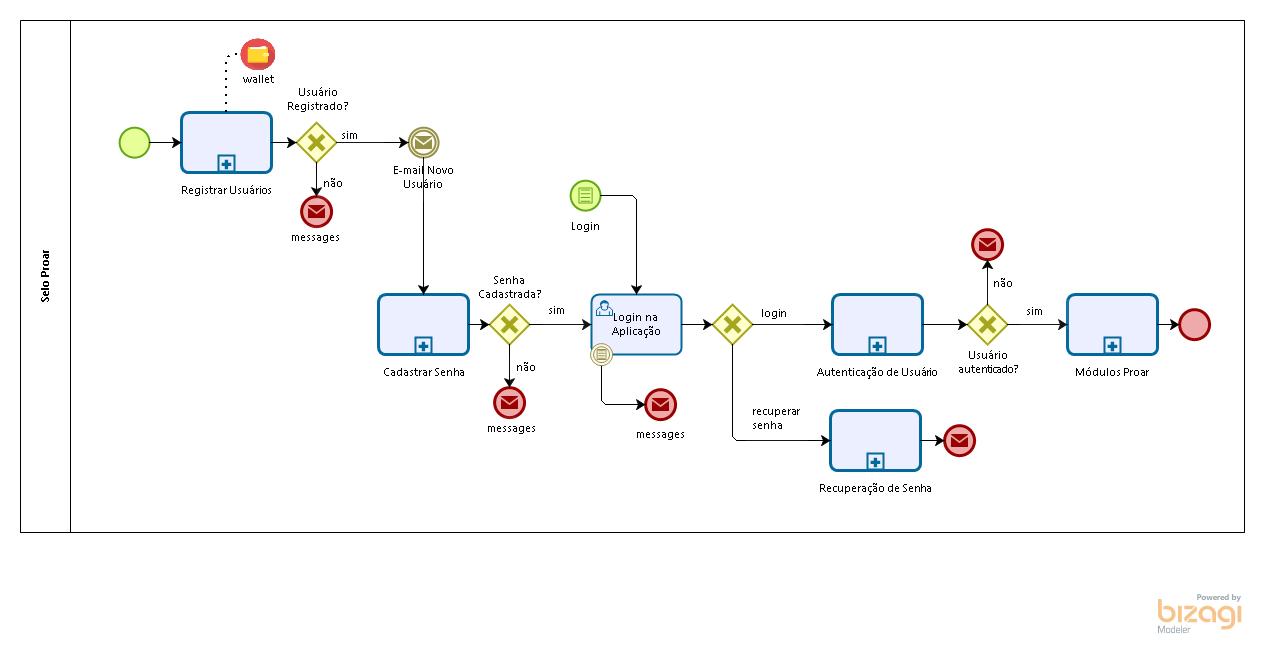 Selo Proar
wallet
Usuário
Registrado?
sim
não
messages
Registrar Usuários
E-mail Novo
Usuário
Login
Senha
Cadastrada?
sim
não
messages
Cadastrar Senha
Login na
Aplicação
messages
login
recuperar
senha
Autenticação de Usuário
Recuperação de Senha
não
sim
Usuário
autenticado?
Módulos Proar
Powered by
bizagi
Modeler